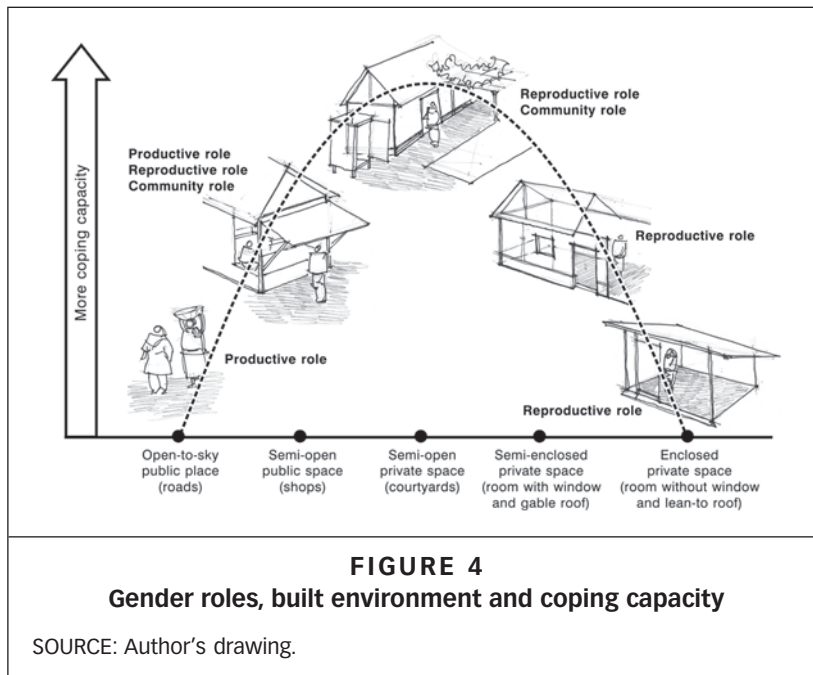 More coping capacity
Reproductive role
Community role
Productive role
Reproductive role
Community role
Reproductive role
Productive role
Reproductive role
Open-to-sky
public place
(roads)
Semi-open
public space
(shops)
Semi-open
private space
(courtyards)
Semi-enclosed
private space
(room with window
and gable roof)
Enclosed
private space
(room without window
and lean-to roof)
FIGURE 4
Gender roles, built environment and coping capacity
SOURCE: Author's drawing.